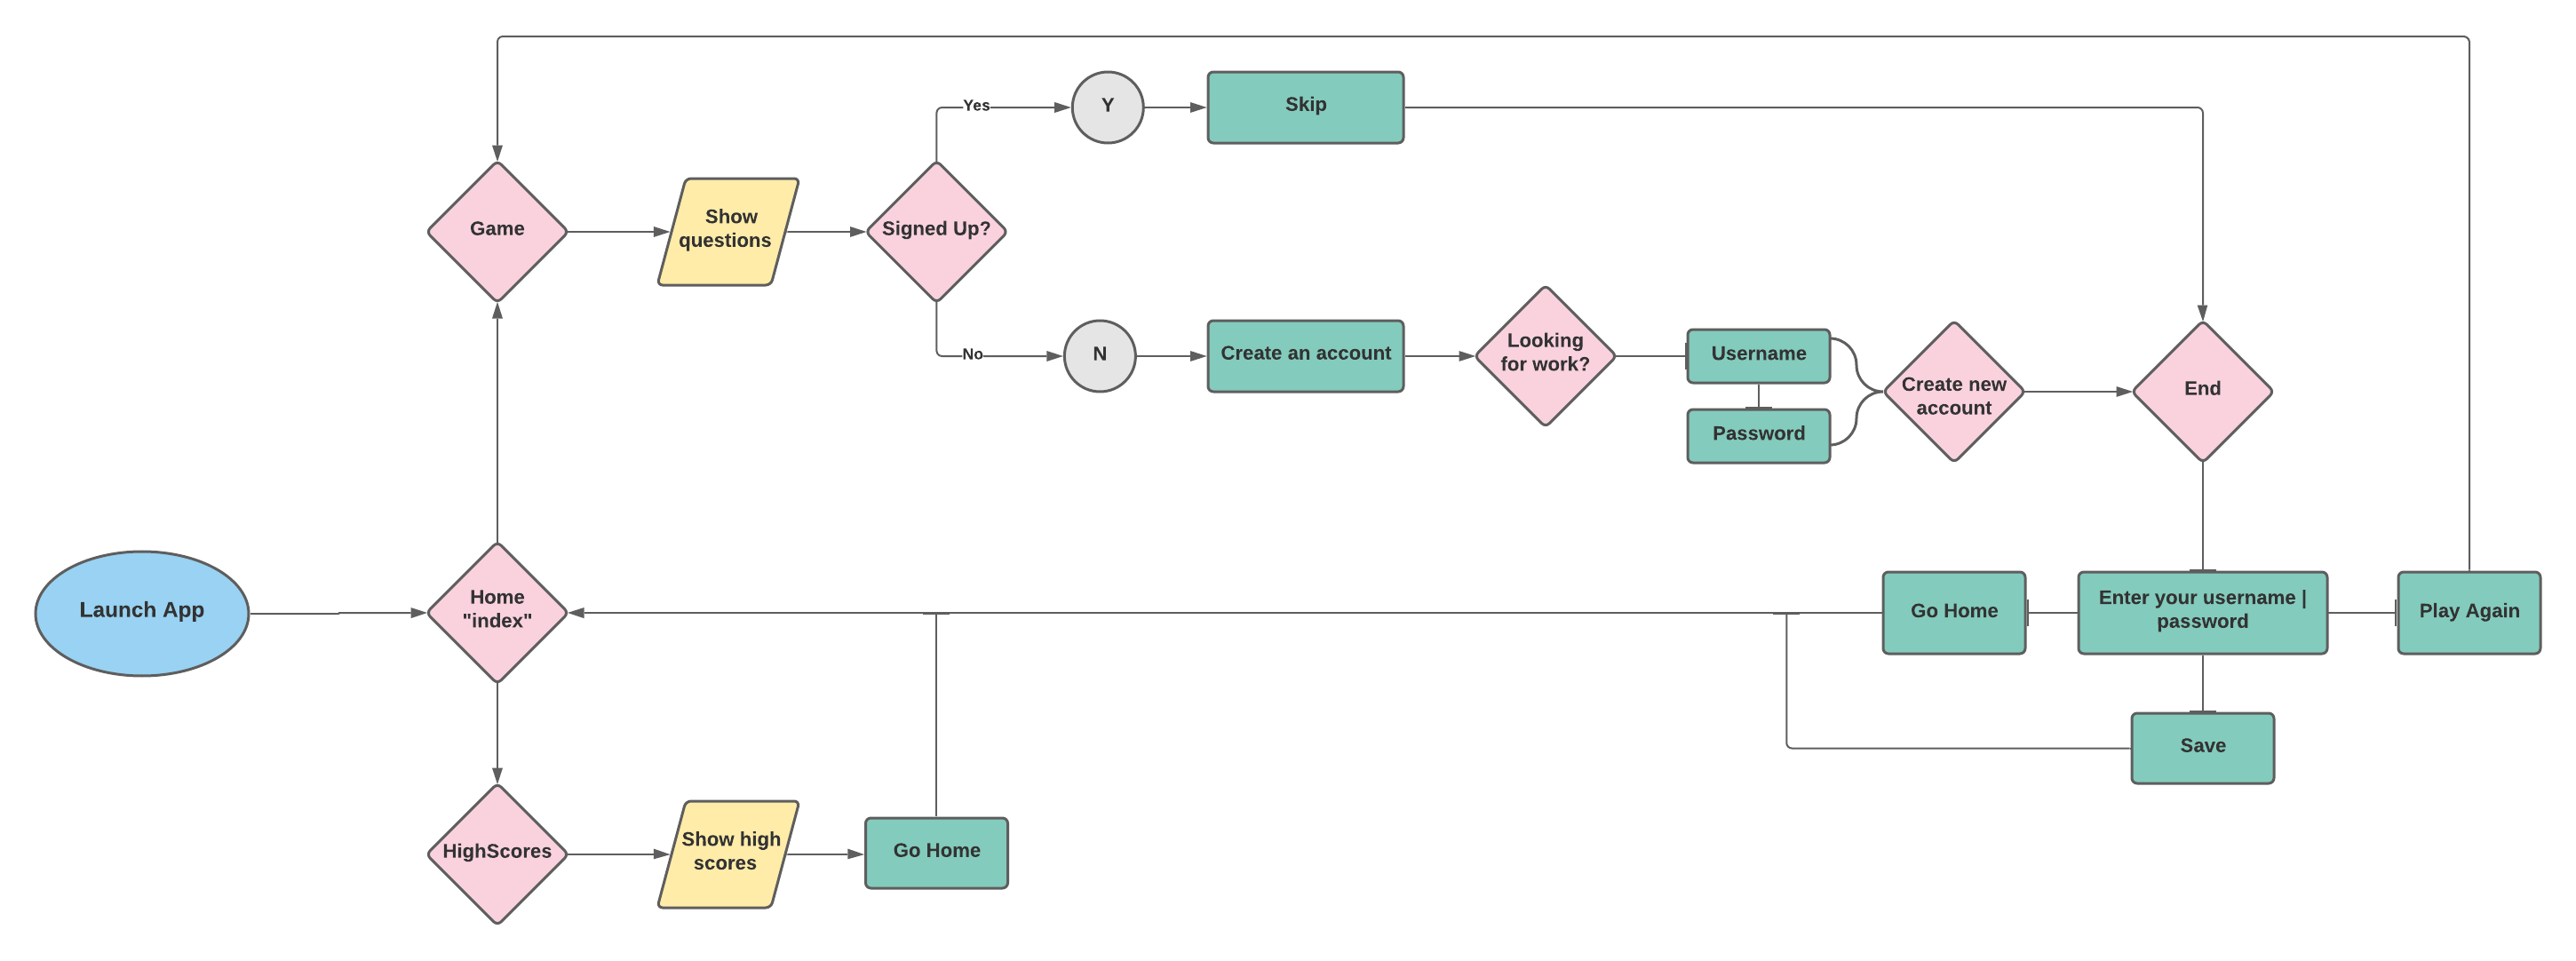 Yes
Y
Skip
Game
Show
questions
Signed Up?
No
N
Create an account
Looking
for work?
Username
Password
Create new
account
End
Launch App
Home
"index"
Go Home
Enter your username |
password
Play Again
Save
HighScores
Show high
scores
Go Home